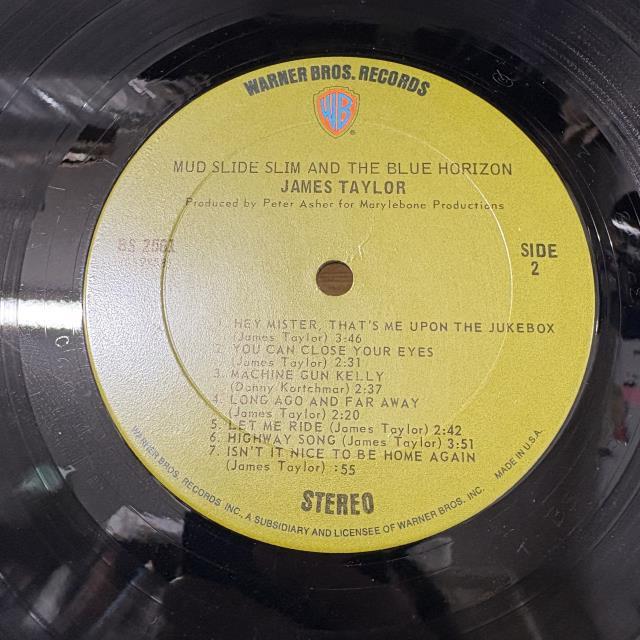 WARNER BROS. RECORDS
WB
®
MUD SLIDE SLIM AND THE BLUE HORIZON
JAMES TAYLOR
Produced by Peter Asher for Marylebone Productions
BS 2561
SIDE
2
1. HEY MISTER, THAT'S ME UPON THE JUKEBOX
(James Taylor) 3:46
2. YOU CAN CLOSE YOUR EYES
(James Taylor) 2:31
3. MACHINE GUN KELLY
(Danny Kortchmar) 2:37
4. LONG AGO AND FAR AWAY
(James Taylor) 2:20
5. LET ME RIDE (James Taylor) 2:42
6. HIGHWAY SONG (James Taylor) 3:51
7. ISN'T IT NICE TO BE HOME AGAIN
(James Taylor) :55
STEREO
WARNER BROS. RECORDS INC., A SUBSIDIARY AND LICENSEE OF WARNER BROS. INC. MADE IN U.S.A.